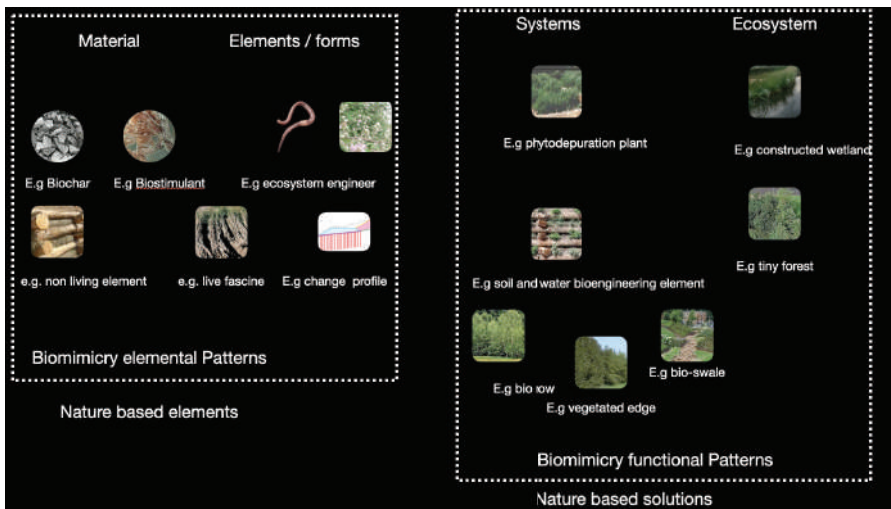 Material
Elements / forms
E.g Biochar
E.g Biostimulant
E.g ecosystem engineer
e.g. non living element
e.g. live fascine
E.g change profile
Biomimicry elemental Patterns
Nature based elements
Systems
Ecosystem
E.g phytodepuration plant
E.g constructed wetland
E.g soil and water bioengineering element
E.g tiny forest
E.g bio row
E.g vegetated edge
E.g bio-swale
Biomimicry functional Patterns
Nature based solutions